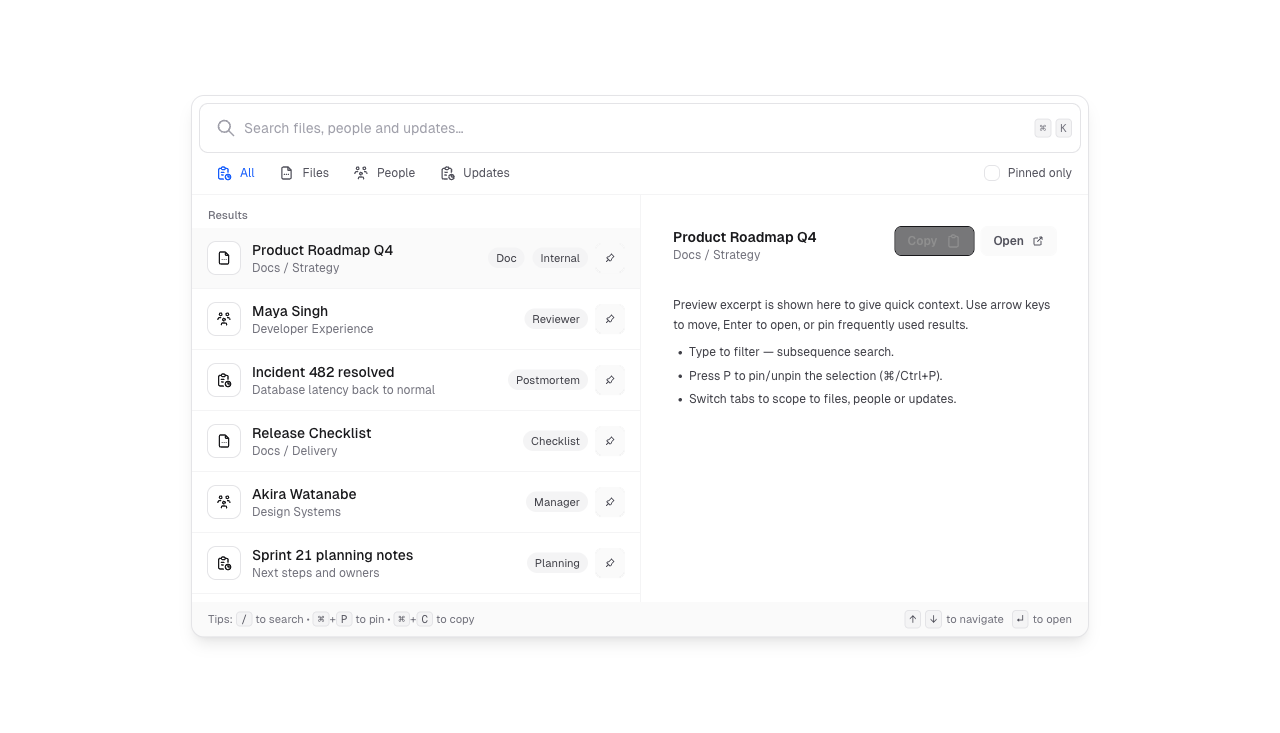 Search files, people and updates…
⌘ K
All Files People Updates
Pinned only
Results
Product Roadmap Q4
Docs / Strategy
Doc Internal
Maya Singh
Developer Experience
Reviewer
Incident 482 resolved
Database latency back to normal
Postmortem
Release Checklist
Docs / Delivery
Checklist
Akira Watanabe
Design Systems
Manager
Sprint 21 planning notes
Next steps and owners
Planning
Product Roadmap Q4
Docs / Strategy
Copy Open
Preview excerpt is shown here to give quick context. Use arrow keys
to move, Enter to open, or pin frequently used results.
• Type to filter — subsequence search.
• Press P to pin/unpin the selection (⌘/Ctrl+P).
• Switch tabs to scope to files, people or updates.
Tips: / to search • ⌘+P to pin • ⌘+C to copy
↑ ↓ to navigate ↵ to open